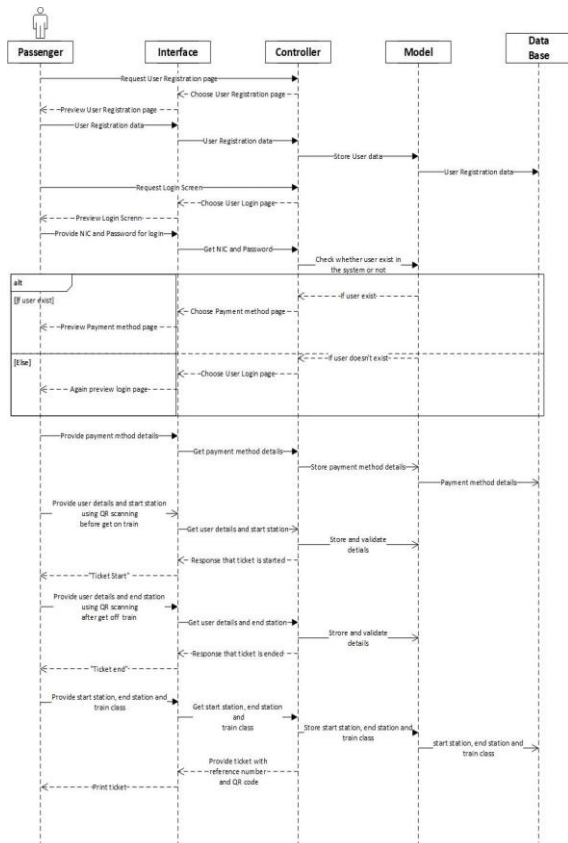 Passenger
Interface
Controller
Model
Data
Base
Request User Registration page
Choose User Registration page
Preview User Registration page
User Registration data
User Registration data
Store User data
User Registration data
Request Login Screen
Choose User Login page
Preview Login Screnn
Provide NIC and Password for login
Get NIC and Password
Check whether user exist in
the system or not
alt
[If user exist]
If user exist
Choose Payment method page
Preview Payment method page
[Else]
If user doesn't exist
Choose User Login page
Again preview login page
Provide payment mthod details
Get payment method details
Store payment method details
Payment method details
Provide user details and start station
using QR scanning
before get on train
Get user details and start station
Store and validate
detials
Response that ticket is started
"Ticket Start"
Provide user details and end station
using QR scanning
after get off train
Get user details and end station
Strore and validate
details
Response that ticket is ended
"Ticket end"
Provide start station, end station and
train class
Get start station, end station
and
train class
Store start station, end station and
train class
start station, end station and
train class
Provide ticket with
reference number
and QR code
Print ticket